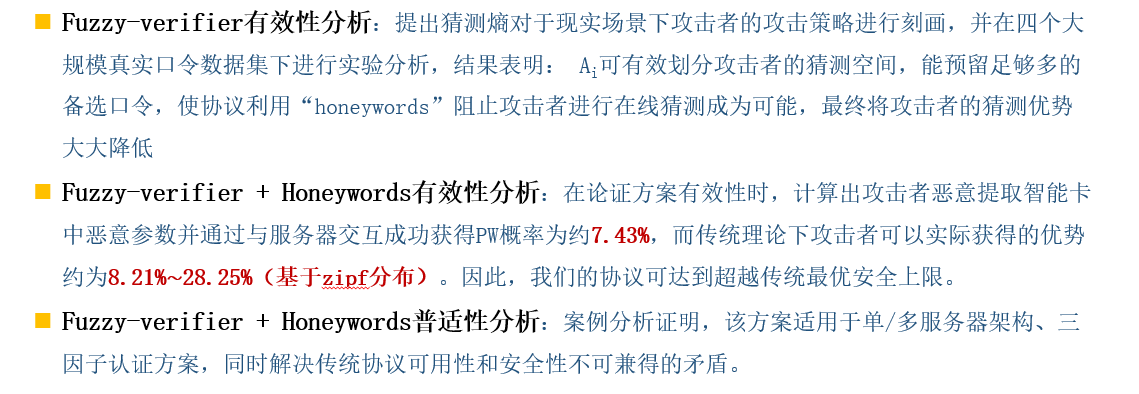 Fuzzy-verifier有效性分析：提出猜测熵对于现实场景下攻击者的攻击策略进行刻画，并在四个大
规模真实口令数据集下进行实验分析，结果表明： Ai可有效划分攻击者的猜测空间，能预留足够多的
备选口令，使协议利用“honeywords”阻止攻击者进行在线猜测成为可能，最终将攻击者的猜测优势
大大降低
Fuzzy-verifier + Honeywords有效性分析：在论证方案有效性时，计算出攻击者恶意提取智能卡
中恶意参数并通过与服务器交互成功获得PW概率为约7.43%，而传统理论下攻击者可以实际获得的优势
约为8.21%~28.25%（基于zipf分布）。因此，我们的协议可达到超越传统最优安全上限。
Fuzzy-verifier + Honeywords普适性分析：案例分析证明，该方案适用于单/多服务器架构、三
因子认证方案，同时解决传统协议可用性和安全性不可兼得的矛盾。